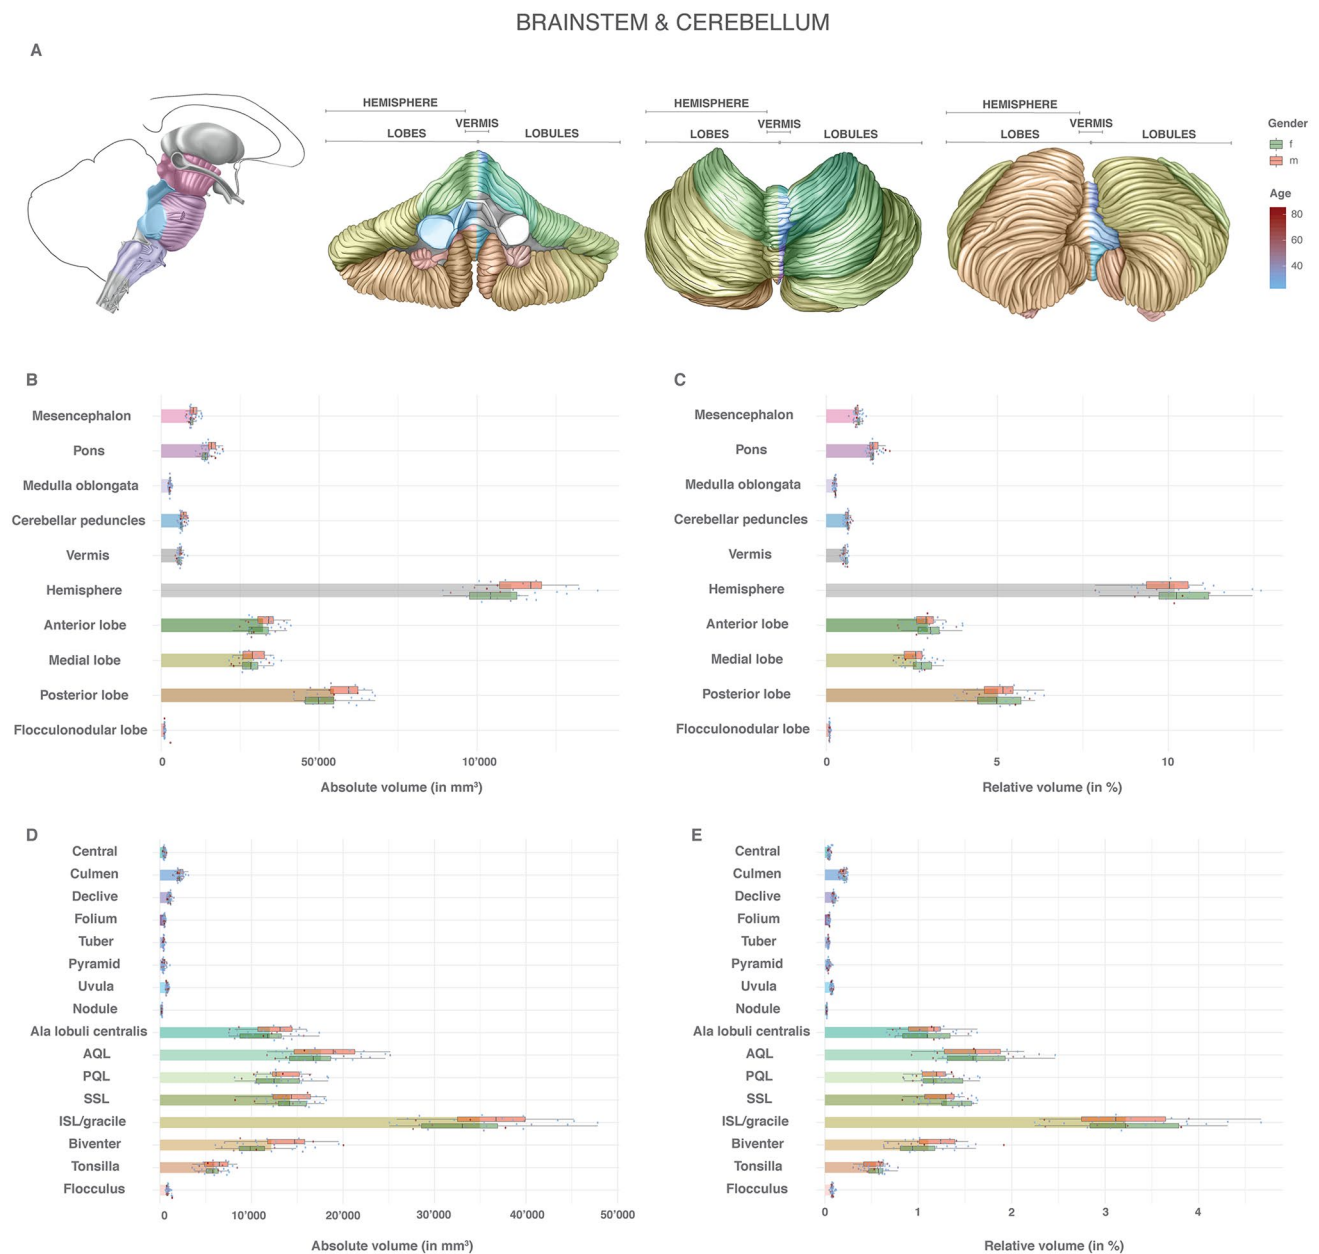 BRAINSTEM & CEREBELLUM
A
HEMISPHERE
VERMIS
LOBES
LOBULES
HEMISPHERE
VERMIS
LOBES
LOBULES
HEMISPHERE
VERMIS
LOBES
LOBULES
Gender
f
m
Age
80
60
40
B
Mesencephalon
Pons
Medulla oblongata
Cerebellar peduncles
Vermis
Hemisphere
Anterior lobe
Medial lobe
Posterior lobe
Flocculonodular lobe
0 50'000 10'000
Absolute volume (in mm³)
C
Mesencephalon
Pons
Medulla oblongata
Cerebellar peduncles
Vermis
Hemisphere
Anterior lobe
Medial lobe
Posterior lobe
Flocculonodular lobe
0 5 10
Relative volume (in %)
D
Central
Culmen
Declive
Folium
Tuber
Pyramid
Uvula
Nodule
Ala lobuli centralis
AQL
PQL
SSL
ISL/gracile
Biventer
Tonsilla
Flocculus
0 10'000 20'000 30'000 40'000 50'000
Absolute volume (in mm³)
E
Central
Culmen
Declive
Folium
Tuber
Pyramid
Uvula
Nodule
Ala lobuli centralis
AQL
PQL
SSL
ISL/gracile
Biventer
Tonsilla
Flocculus
0 1 2 3 4
Relative volume (in %)